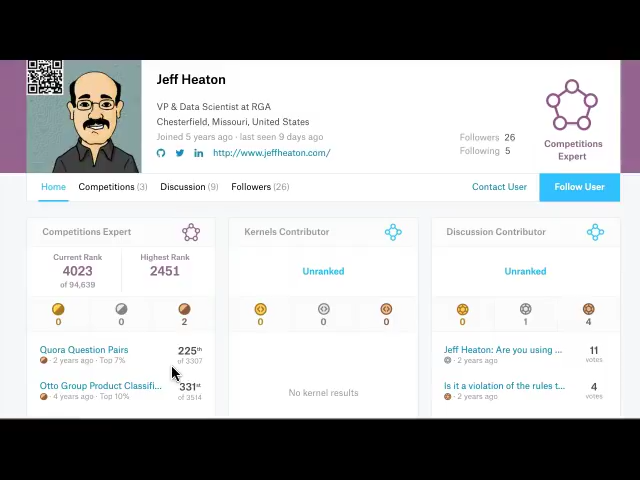 Jeff Heaton
VP & Data Scientist at RGA
Chesterfield, Missouri, United States
Joined 5 years ago · last seen 9 days ago
http://www.jeffheaton.com/
Followers 26
Following 5
Competitions
Expert
Home Competitions (3) Discussion (9) Followers (26) Contact User Follow User
Competitions Expert
Current Rank Highest Rank
4023 2451
of 94,639
0 0 2
Quora Question Pairs 225th
· 2 years ago · Top 7% of 3307
Otto Group Product Classifi... 331st
· 4 years ago · Top 10% of 3514
Kernels Contributor
Unranked
0 0 0
No kernel results
Discussion Contributor
Unranked
0 1 4
Jeff Heaton: Are you using ... 11
· 2 years ago votes
Is it a violation of the rules t... 4
· 2 years ago votes